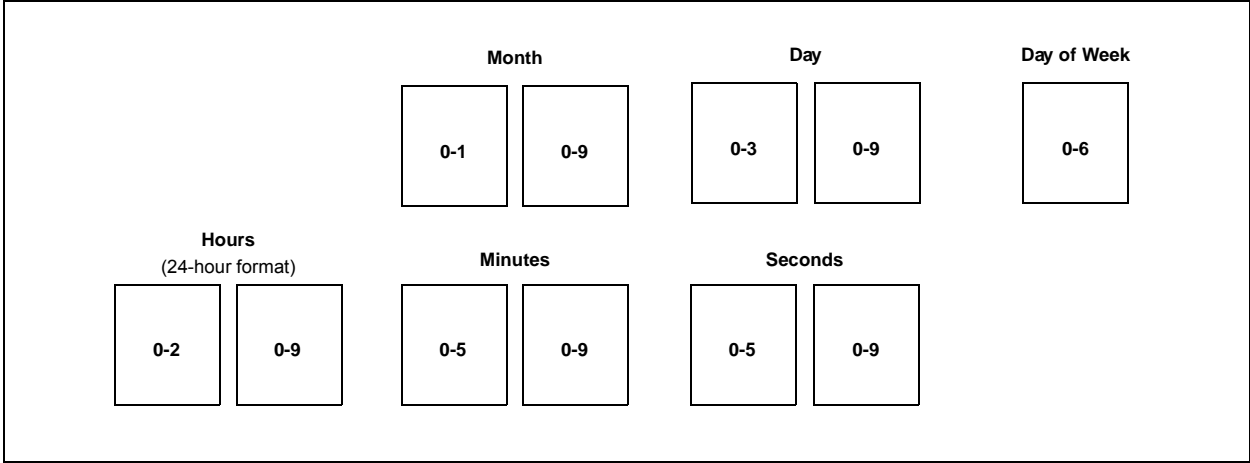 Month Day Day of Week
0-1 0-9 0-3 0-9 0-6
Hours
(24-hour format) Minutes Seconds
0-2 0-9 0-5 0-9 0-5 0-9